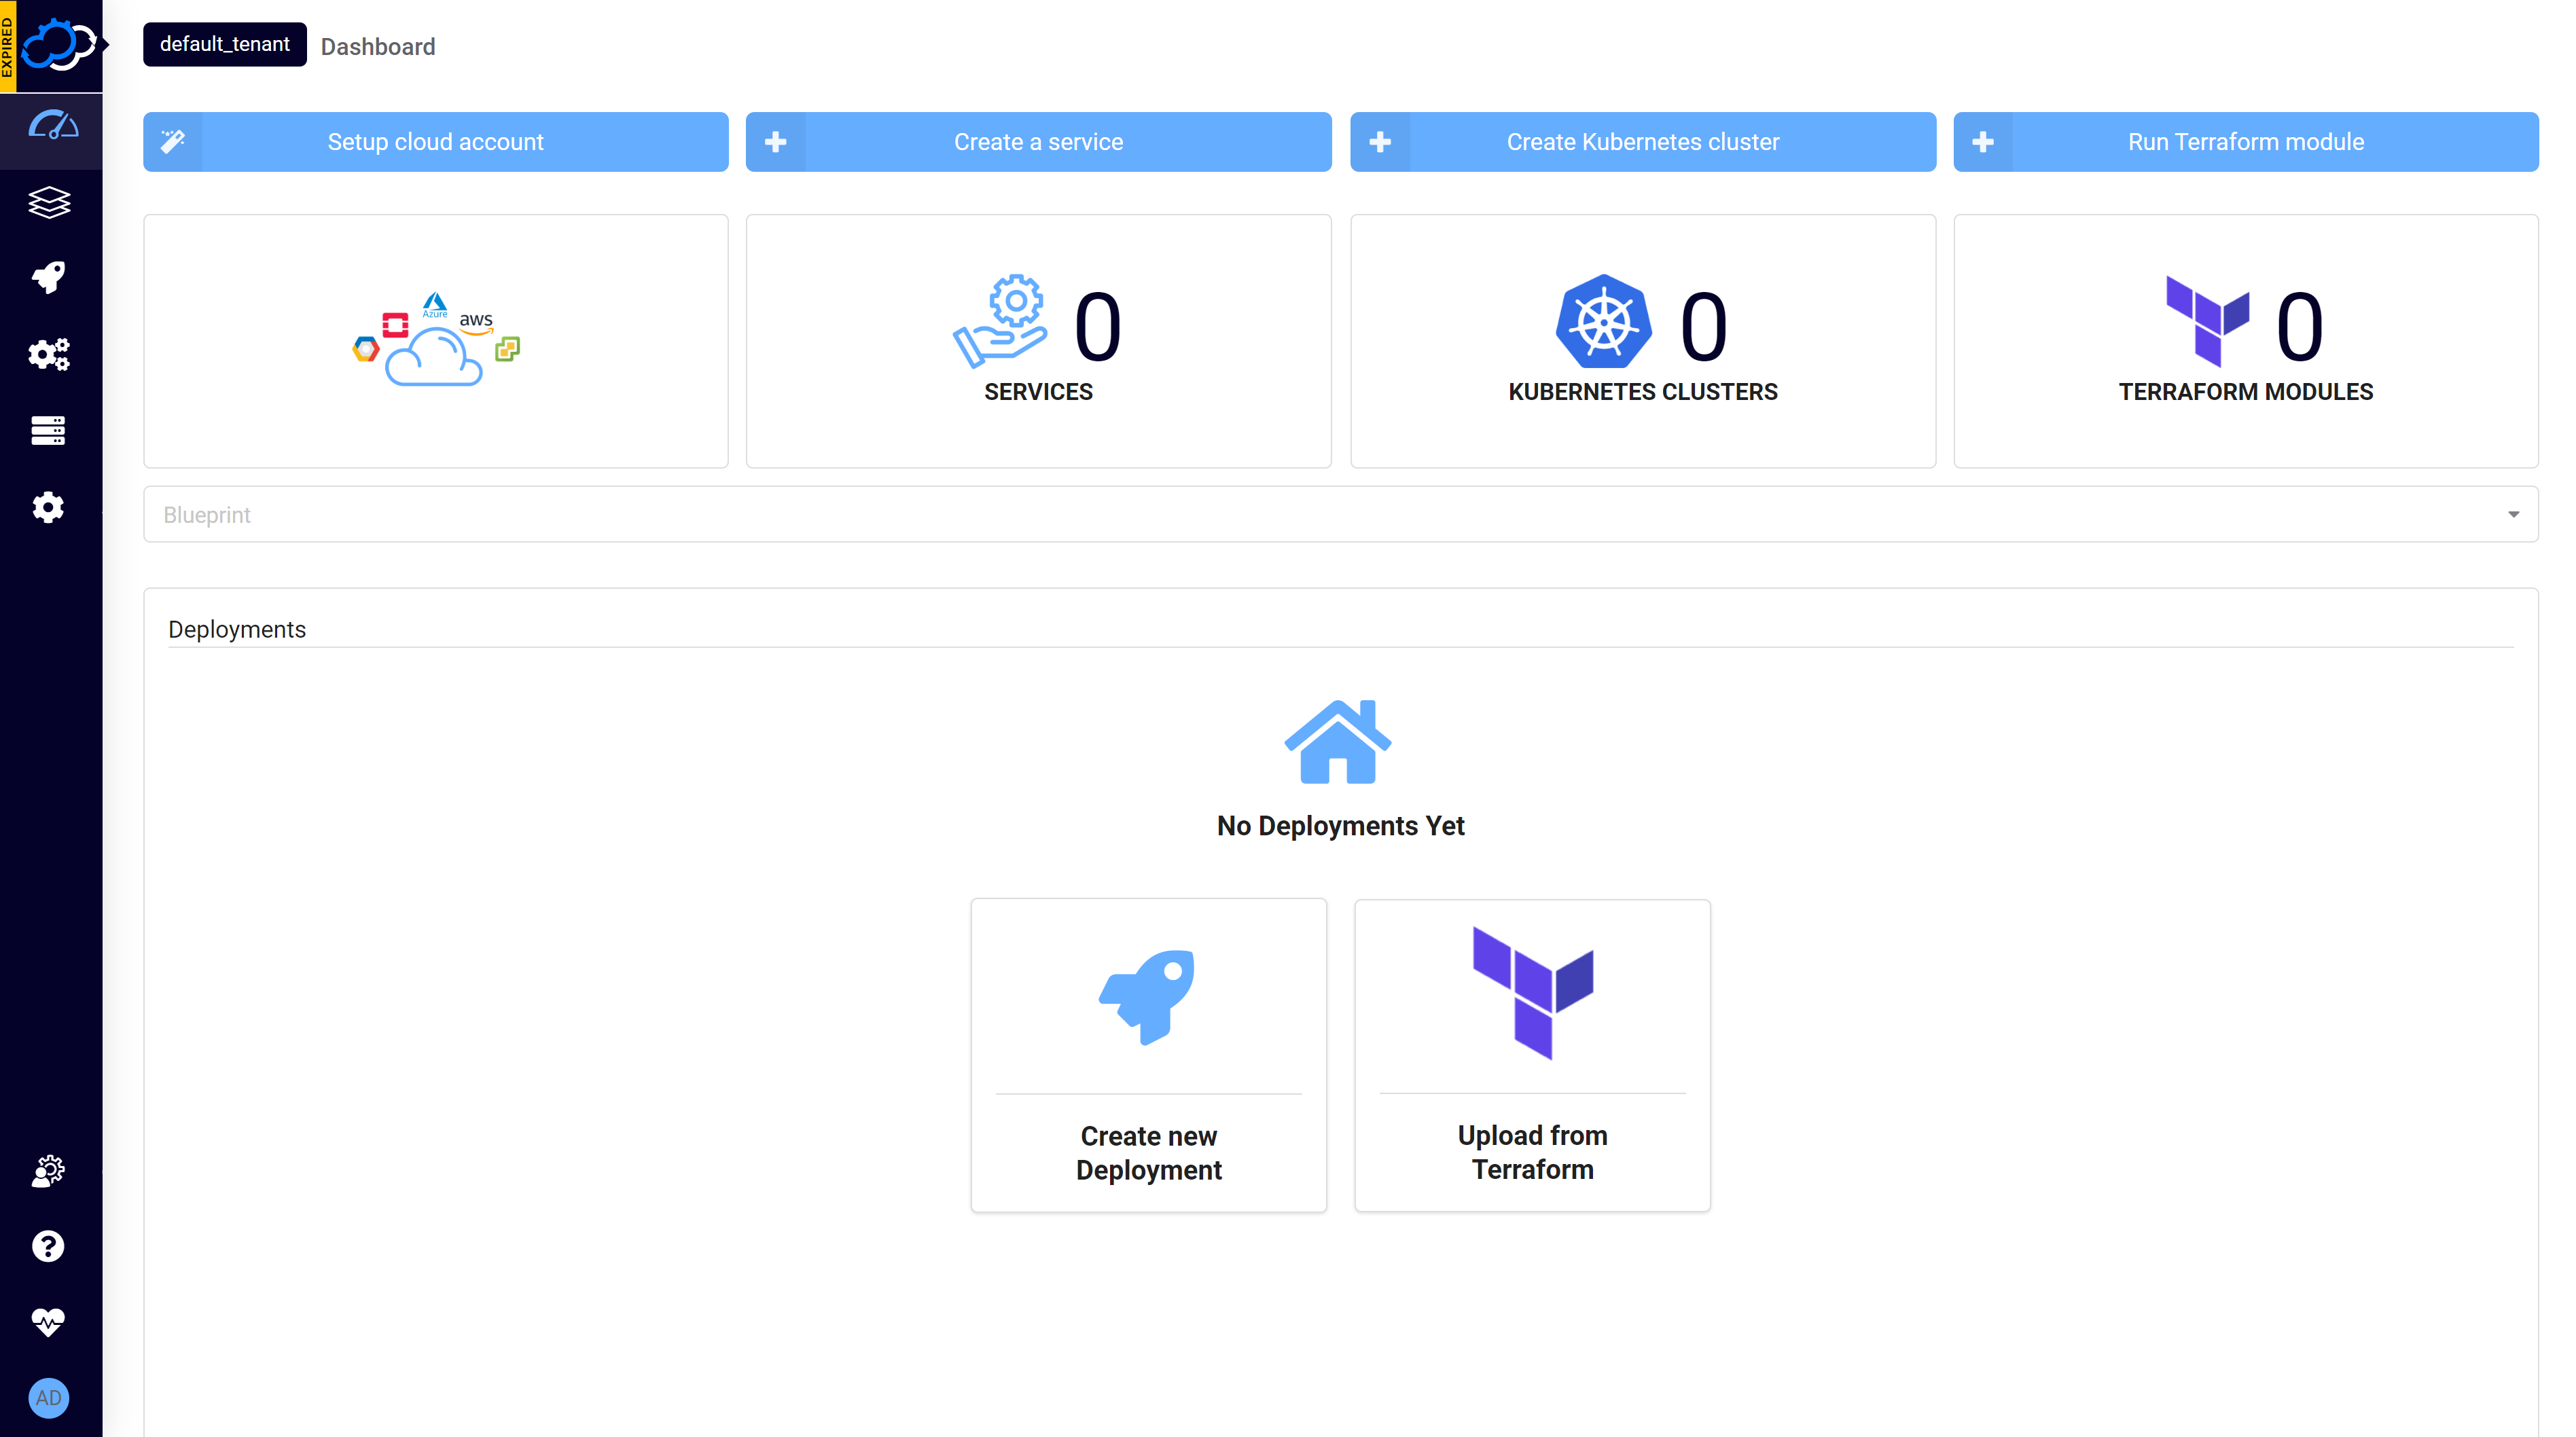 EXPIRED
default_tenant
Dashboard
Setup cloud account
Create a service
Create Kubernetes cluster
Run Terraform module
Azure
aws
0
SERVICES
0
KUBERNETES CLUSTERS
0
TERRAFORM MODULES
Blueprint
Deployments
No Deployments Yet
Create new
Deployment
Upload from
Terraform
AD